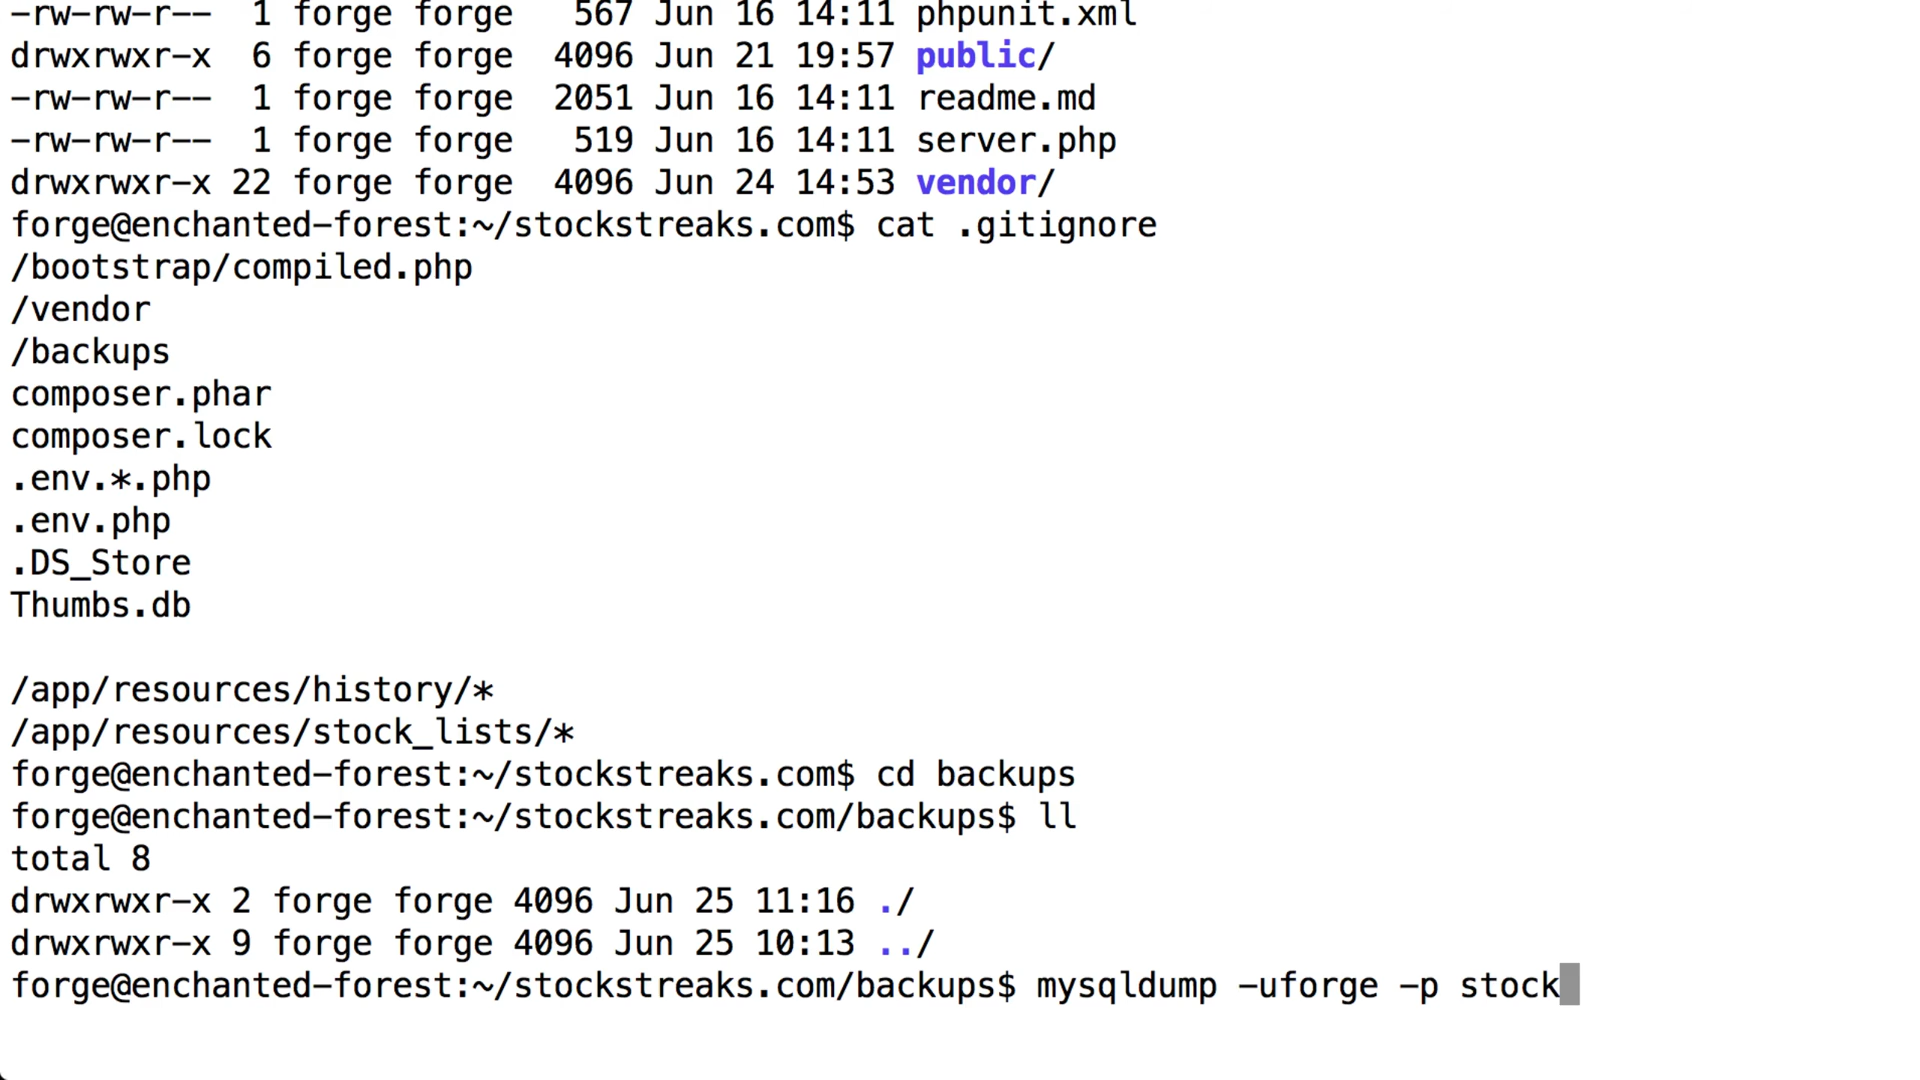 -rw-rw-r--  1 forge forge   567 Jun 16 14:11 phpunit.xml
drwxrwxr-x  6 forge forge  4096 Jun 21 19:57 public/
-rw-rw-r--  1 forge forge  2051 Jun 16 14:11 readme.md
-rw-rw-r--  1 forge forge   519 Jun 16 14:11 server.php
drwxrwxr-x 22 forge forge  4096 Jun 24 14:53 vendor/
forge@enchanted-forest:~/stockstreaks.com$ cat .gitignore
/bootstrap/compiled.php
/vendor
/backups
composer.phar
composer.lock
.env.*.php
.env.php
.DS_Store
Thumbs.db

/app/resources/history/*
/app/resources/stock_lists/*
forge@enchanted-forest:~/stockstreaks.com$ cd backups
forge@enchanted-forest:~/stockstreaks.com/backups$ ll
total 8
drwxrwxr-x 2 forge forge 4096 Jun 25 11:16 ./
drwxrwxr-x 9 forge forge 4096 Jun 25 10:13 ../
forge@enchanted-forest:~/stockstreaks.com/backups$ mysqldump -uforge -p stock